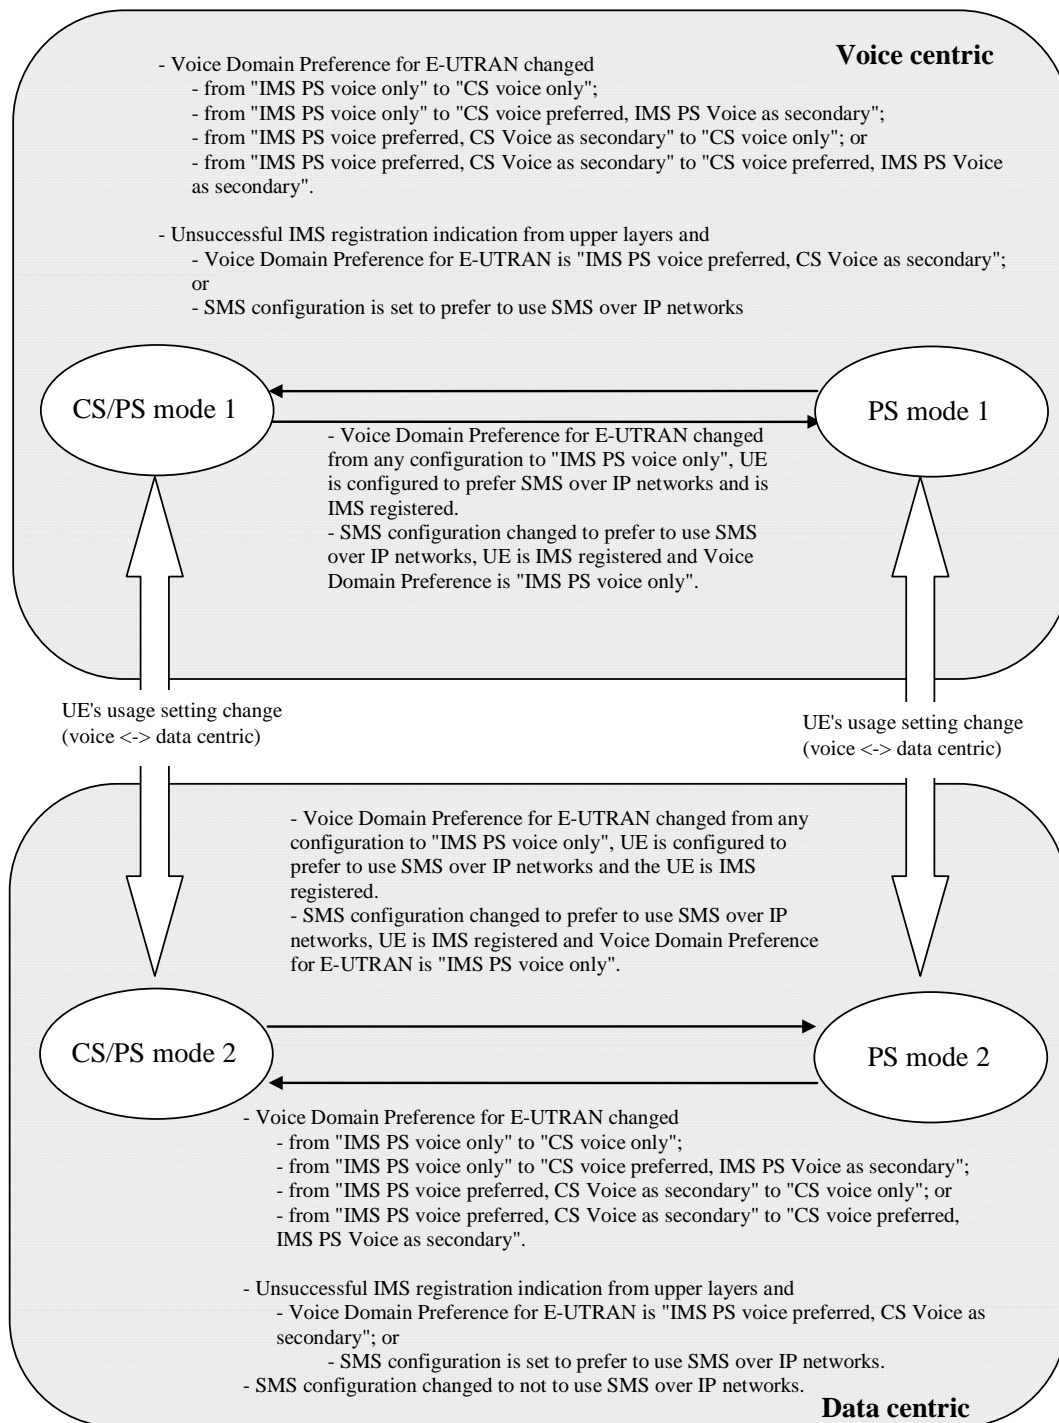 Voice centric
- Voice Domain Preference for E-UTRAN changed
- from "IMS PS voice only" to "CS voice only";
- from "IMS PS voice only" to "CS voice preferred, IMS PS Voice as secondary";
- from "IMS PS voice preferred, CS Voice as secondary" to "CS voice only"; or
- from "IMS PS voice preferred, CS Voice as secondary" to "CS voice preferred, IMS PS Voice
as secondary".
- Unsuccessful IMS registration indication from upper layers and
- Voice Domain Preference for E-UTRAN is "IMS PS voice preferred, CS Voice as secondary";
or
- SMS configuration is set to prefer to use SMS over IP networks
CS/PS mode 1
PS mode 1
- Voice Domain Preference for E-UTRAN changed
from any configuration to "IMS PS voice only", UE
is configured to prefer SMS over IP networks and is
IMS registered.
- SMS configuration changed to prefer to use SMS
over IP networks, UE is IMS registered and Voice
Domain Preference is "IMS PS voice only".
UE's usage setting change
(voice <-> data centric)
UE's usage setting change
(voice <-> data centric)
- Voice Domain Preference for E-UTRAN changed from any
configuration to "IMS PS voice only", UE is configured to
prefer to use SMS over IP networks and the UE is IMS
registered.
- SMS configuration changed to prefer to use SMS over IP
networks, UE is IMS registered and Voice Domain Preference
for E-UTRAN is "IMS PS voice only".
CS/PS mode 2
PS mode 2
- Voice Domain Preference for E-UTRAN changed
- from "IMS PS voice only" to "CS voice only";
- from "IMS PS voice only" to "CS voice preferred, IMS PS Voice as secondary";
- from "IMS PS voice preferred, CS Voice as secondary" to "CS voice only"; or
- from "IMS PS voice preferred, CS Voice as secondary" to "CS voice preferred,
IMS PS Voice as secondary".
- Unsuccessful IMS registration indication from upper layers and
- Voice Domain Preference for E-UTRAN is "IMS PS voice preferred, CS Voice as
secondary"; or
- SMS configuration is set to prefer to use SMS over IP networks.
- SMS configuration changed to not to use SMS over IP networks.
Data centric